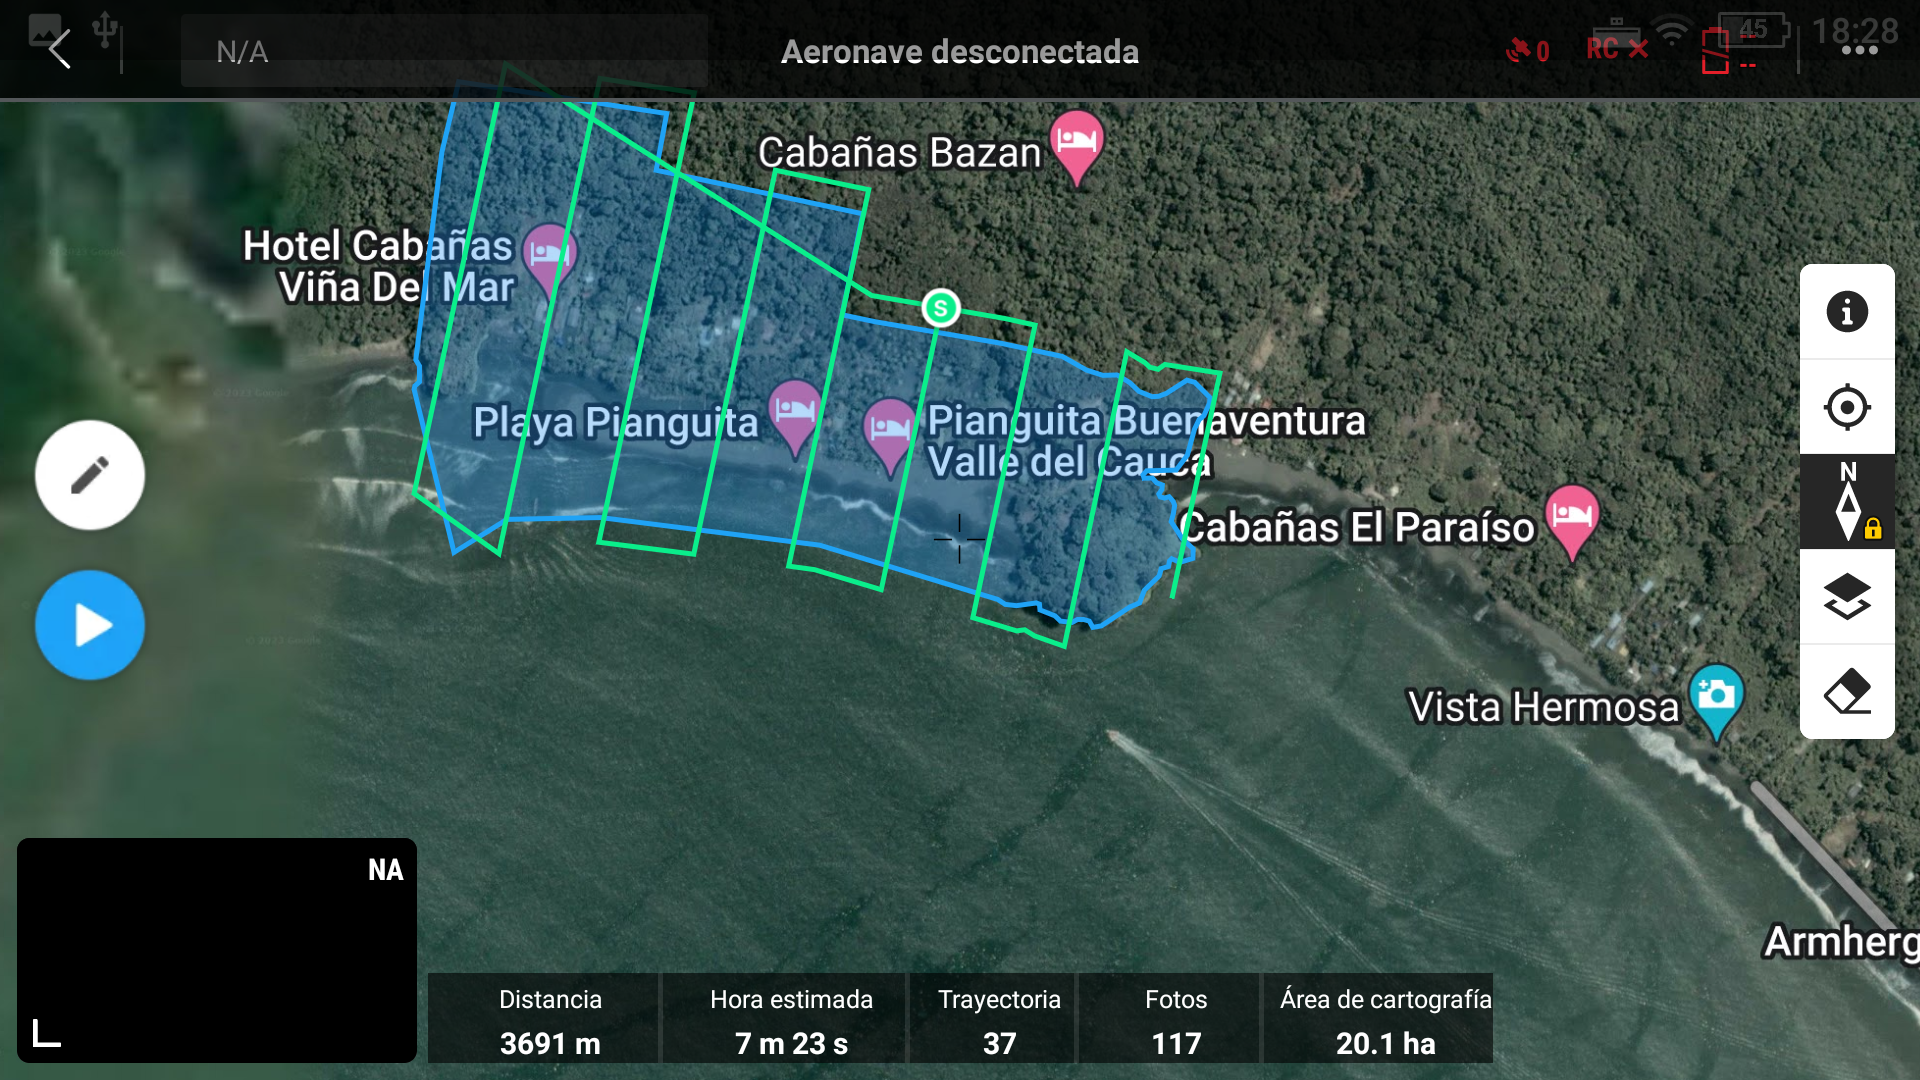 N/A
Aeronave desconectada
0
RC
--
--
45
18:28
Cabañas Bazan
Hotel Cabañas
Viña Del Mar
S
Playa Pianguita
Pianguita Buenaventura
Valle del Cauca
N
Cabañas El Paraíso
Vista Hermosa
NA
Armherg
Distancia
3691 m
Hora estimada
7 m 23 s
Trayectoria
37
Fotos
117
Área de cartografía
20.1 ha